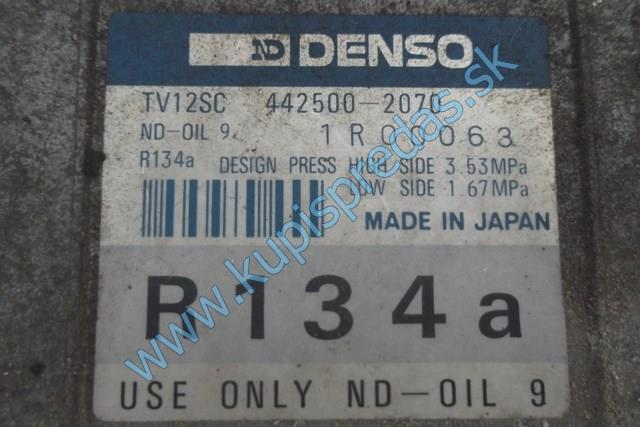 ND DENSO
TV12SC 442500-2070
ND-OIL 9 1R00063
R134a DESIGN PRESS HIGH SIDE 3.53MPa
LOW SIDE 1.67MPa
MADE IN JAPAN
R134a
USE ONLY ND-OIL 9
www.kupispredas.sk